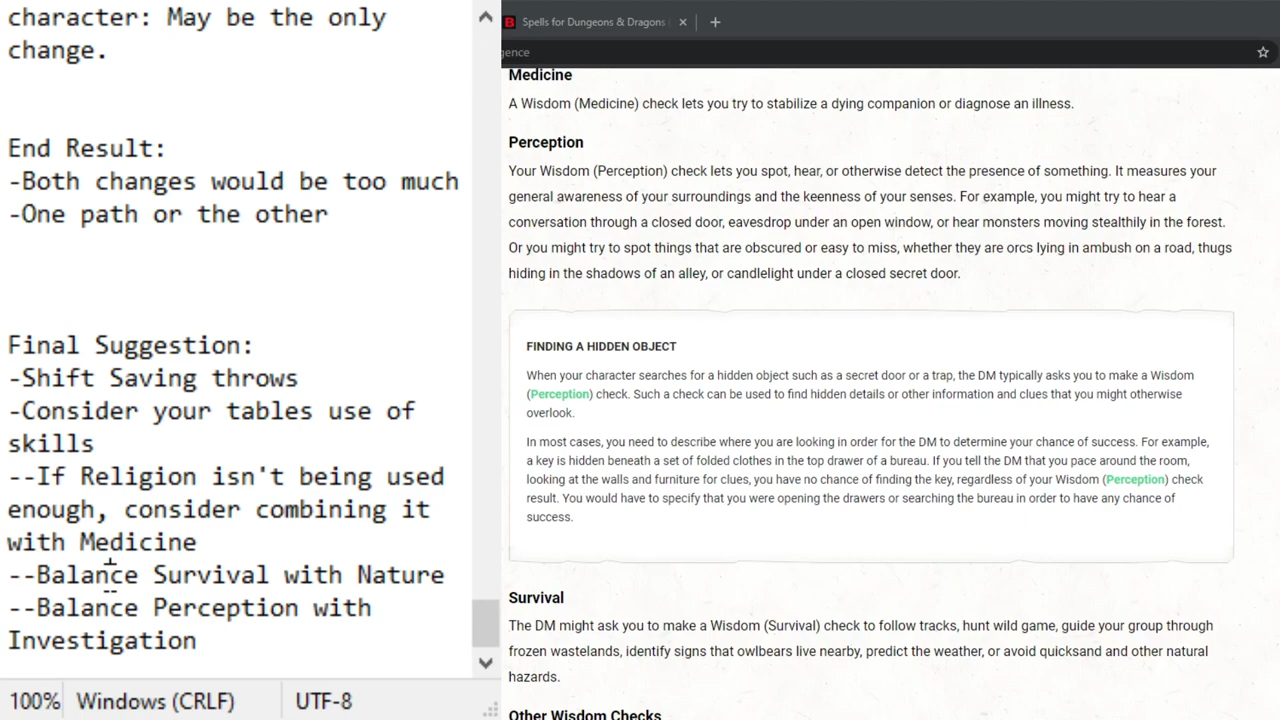 character: May be the only
change.
End Result:
-Both changes would be too much
-One path or the other
Final Suggestion:
-Shift Saving throws
-Consider your tables use of
skills
--If Religion isn't being used
enough, consider combining it
with Medicine
--Balance Survival with Nature
--Balance Perception with
Investigation
100%
Windows (CRLF)
UTF-8
B
Spells for Dungeons & Dragons
gence
Medicine
A Wisdom (Medicine) check lets you try to stabilize a dying companion or diagnose an illness.
Perception
Your Wisdom (Perception) check lets you spot, hear, or otherwise detect the presence of something. It measures your
general awareness of your surroundings and the keenness of your senses. For example, you might try to hear a
conversation through a closed door, eavesdrop under an open window, or hear monsters moving stealthily in the forest.
Or you might try to spot things that are obscured or easy to miss, whether they are orcs lying in ambush on a road, thugs
hiding in the shadows of an alley, or candlelight under a closed secret door.
FINDING A HIDDEN OBJECT
When your character searches for a hidden object such as a secret door or a trap, the DM typically asks you to make a Wisdom
(Perception) check. Such a check can be used to find hidden details or other information and clues that you might otherwise
overlook.
In most cases, you need to describe where you are looking in order for the DM to determine your chance of success. For example,
a key is hidden beneath a set of folded clothes in the top drawer of a bureau. If you tell the DM that you pace around the room,
looking at the walls and furniture for clues, you have no chance of finding the key, regardless of your Wisdom (Perception) check
result. You would have to specify that you were opening the drawers or searching the bureau in order to have any chance of
success.
Survival
The DM might ask you to make a Wisdom (Survival) check to follow tracks, hunt wild game, guide your group through
frozen wastelands, identify signs that owlbears live nearby, predict the weather, or avoid quicksand and other natural
hazards.
Other Wisdom Checks